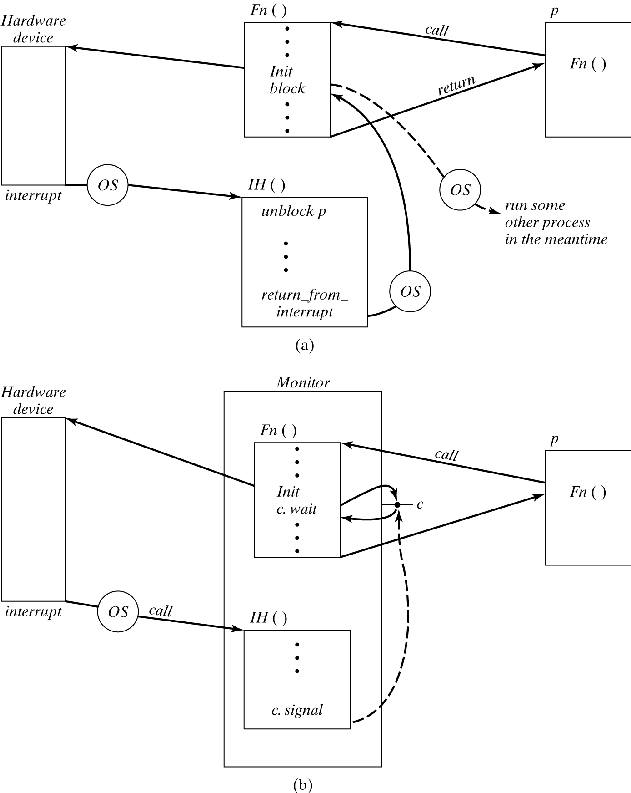 Hardware
device
Fn ( )
Init
block
call
return
p
Fn ( )
interrupt
OS
IH ( )
unblock p
return_from_
interrupt
OS
OS
run some
other process
in the meantime
(a)
Monitor
Hardware
device
Fn ( )
Init
c. wait
c
call
p
Fn ( )
interrupt
OS
call
IH ( )
c. signal
(b)